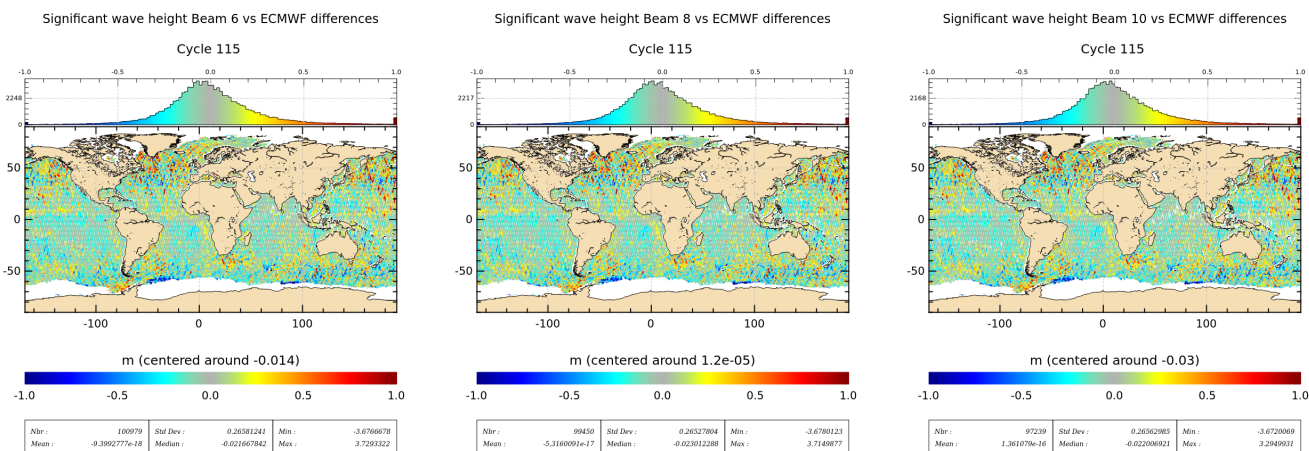 Significant wave height Beam 6 vs ECMWF differences
Cycle 115
-1.0 -0.5 0.0 0.5 1.0
2248
0
50
0
-50
-100 0 100
m (centered around -0.014)
-1.0 -0.5 0.0 0.5 1.0
Nbr : 100979 Std Dev : 0.26581241 Min : -3.6766678
Mean : -9.3992777e-18 Median : -0.021667842 Max : 3.7293322
Significant wave height Beam 8 vs ECMWF differences
Cycle 115
-1.0 -0.5 0.0 0.5 1.0
2217
0
50
0
-50
-100 0 100
m (centered around 1.2e-05)
-1.0 -0.5 0.0 0.5 1.0
Nbr : 99450 Std Dev : 0.26527804 Min : -3.6780123
Mean : -5.3160091e-17 Median : -0.023012288 Max : 3.7149877
Significant wave height Beam 10 vs ECMWF differences
Cycle 115
-1.0 -0.5 0.0 0.5 1.0
2168
0
50
0
-50
-100 0 100
m (centered around -0.03)
-1.0 -0.5 0.0 0.5 1.0
Nbr : 97239 Std Dev : 0.26562985 Min : -3.6720069
Mean : 1.361079e-16 Median : -0.022006921 Max : 3.2949931